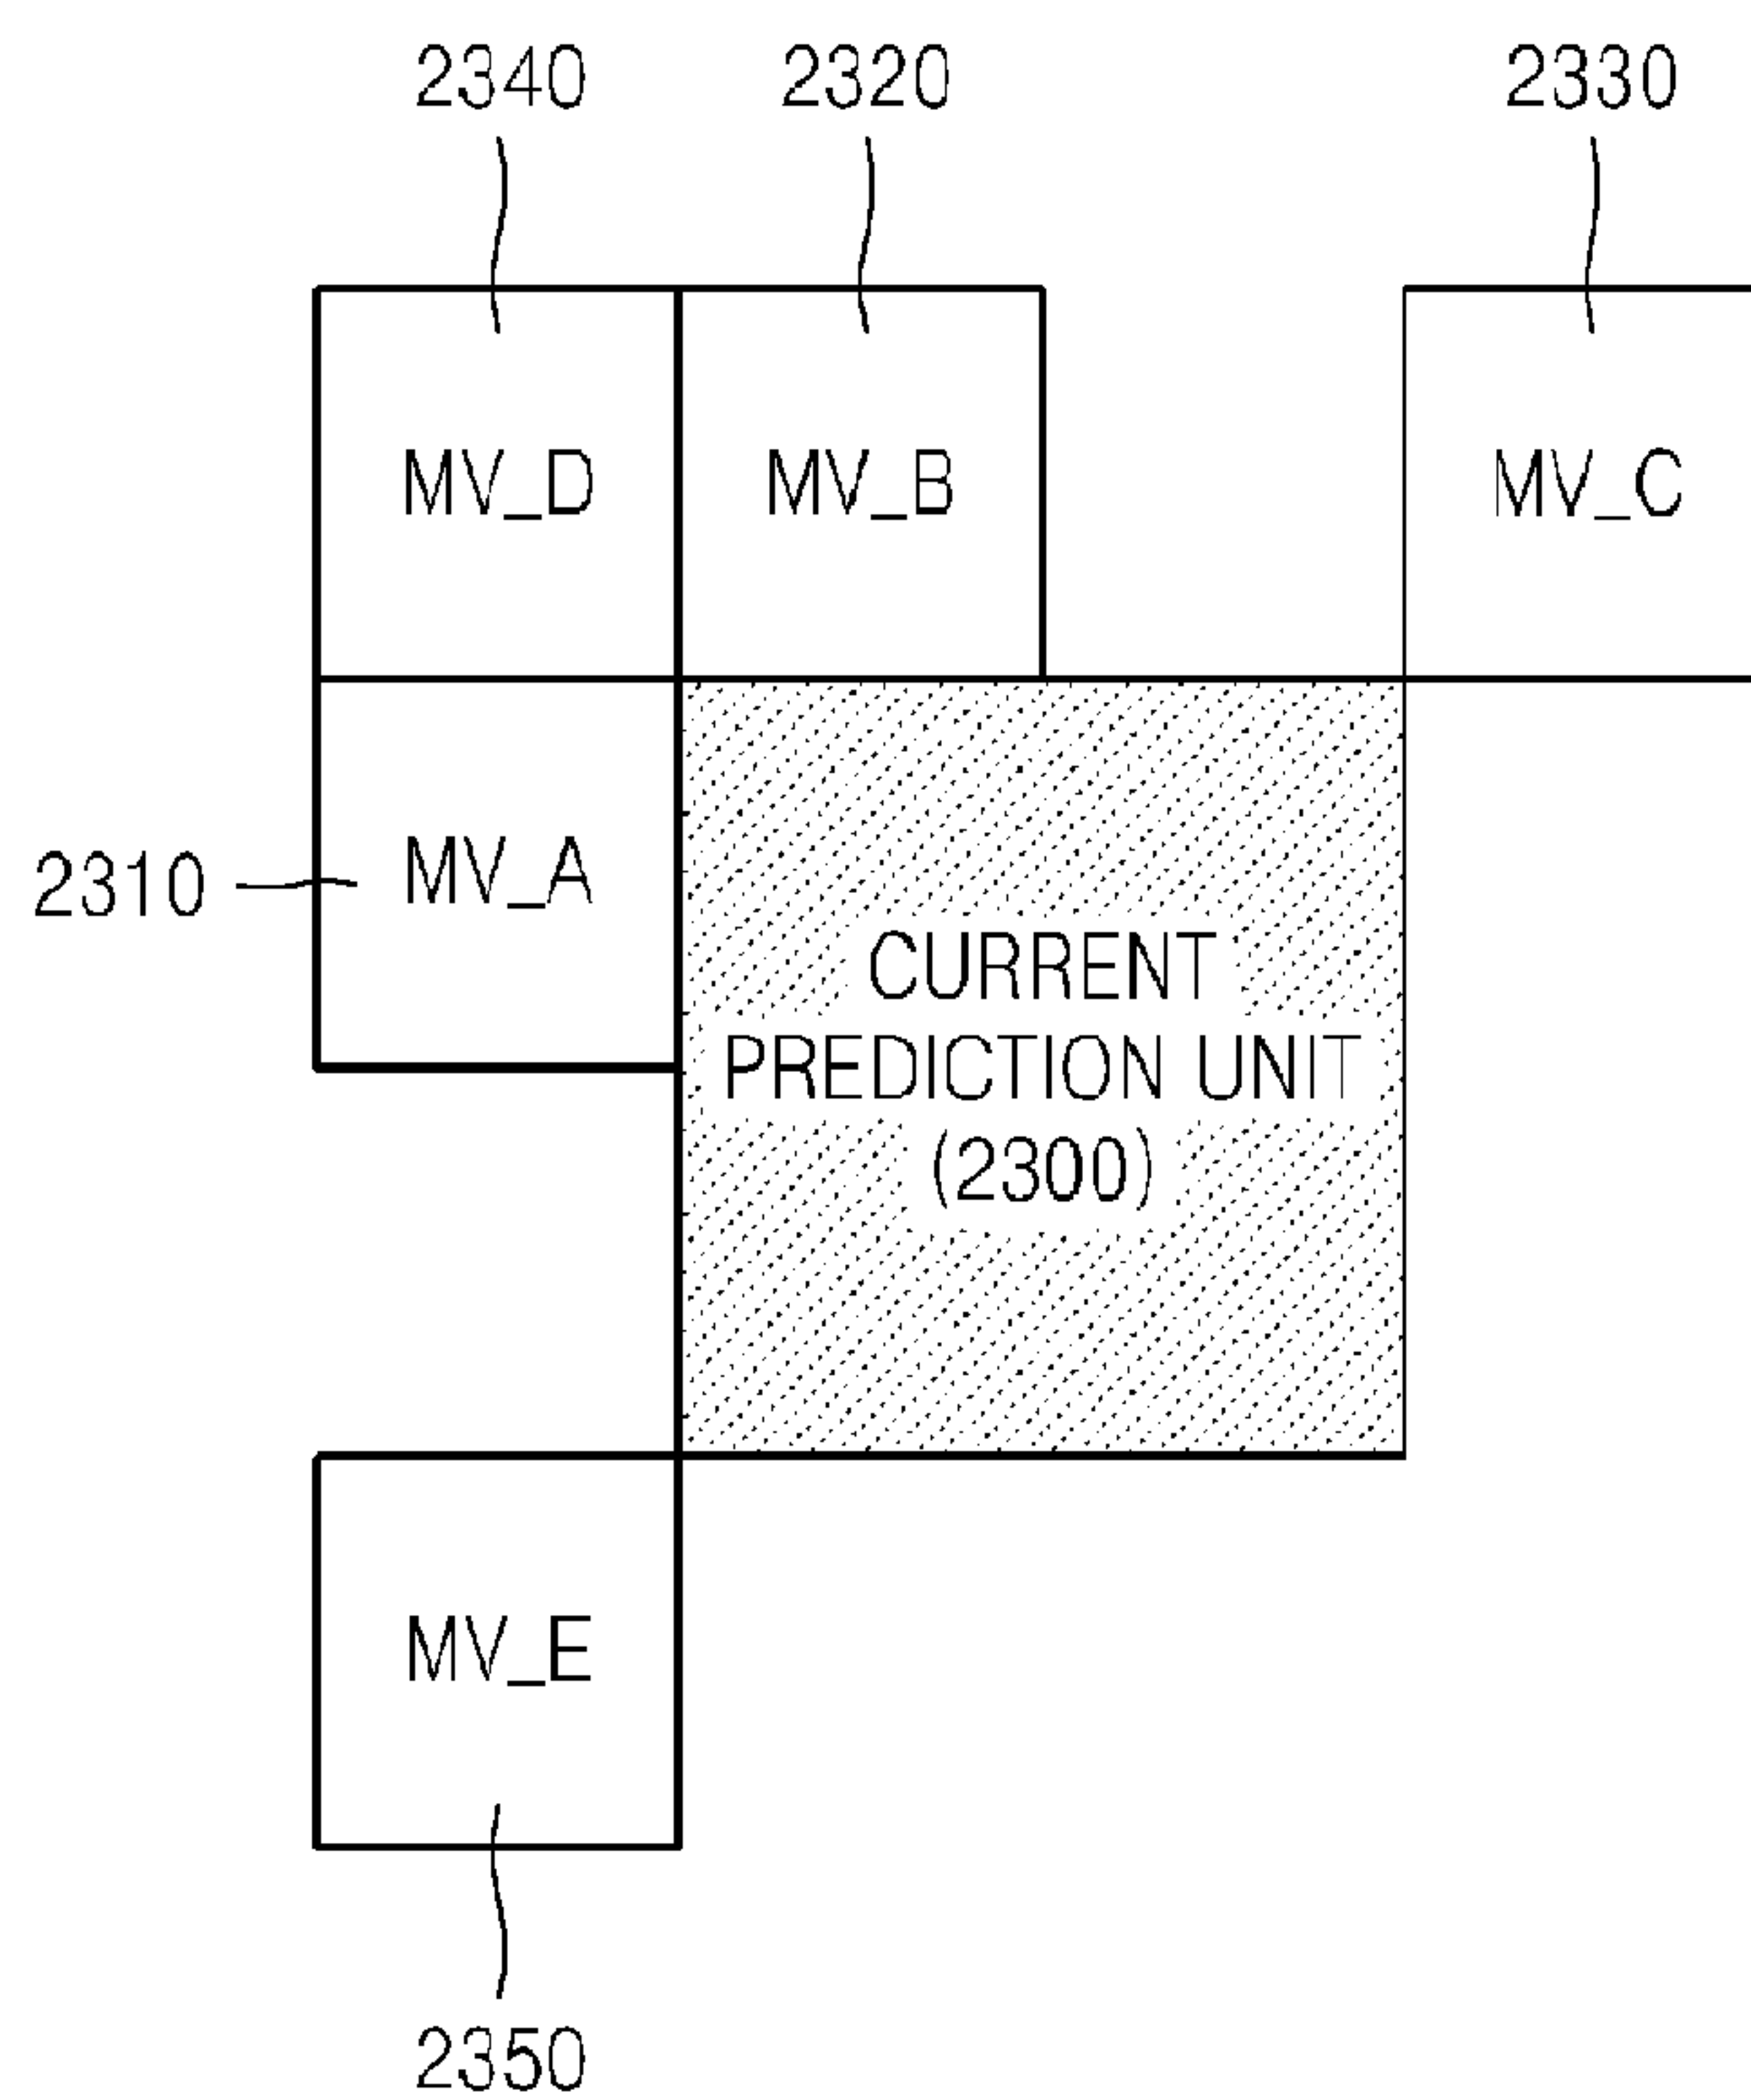 2340 2320 2330
MV_D MV_B MV_C
2310 MV_A
CURRENT
PREDICTION UNIT
(2300)
MV_E
2350